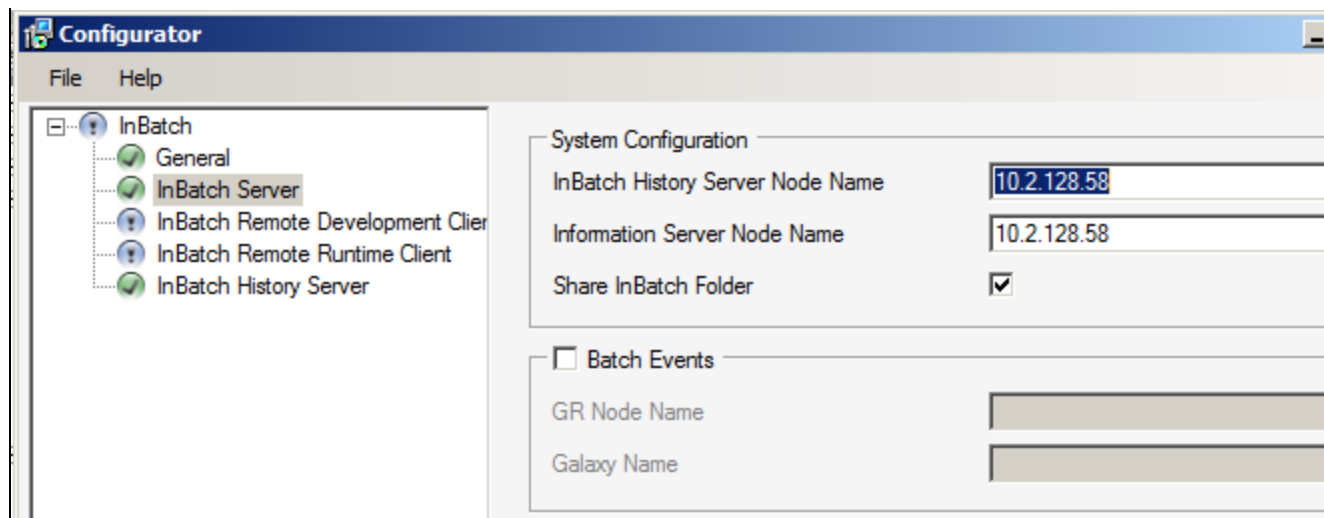 Configurator
File Help
InBatch
General
InBatch Server
InBatch Remote Development Clier
InBatch Remote Runtime Client
InBatch History Server
System Configuration
InBatch History Server Node Name 10.2.128.58
Information Server Node Name 10.2.128.58
Share InBatch Folder
Batch Events
GR Node Name
Galaxy Name